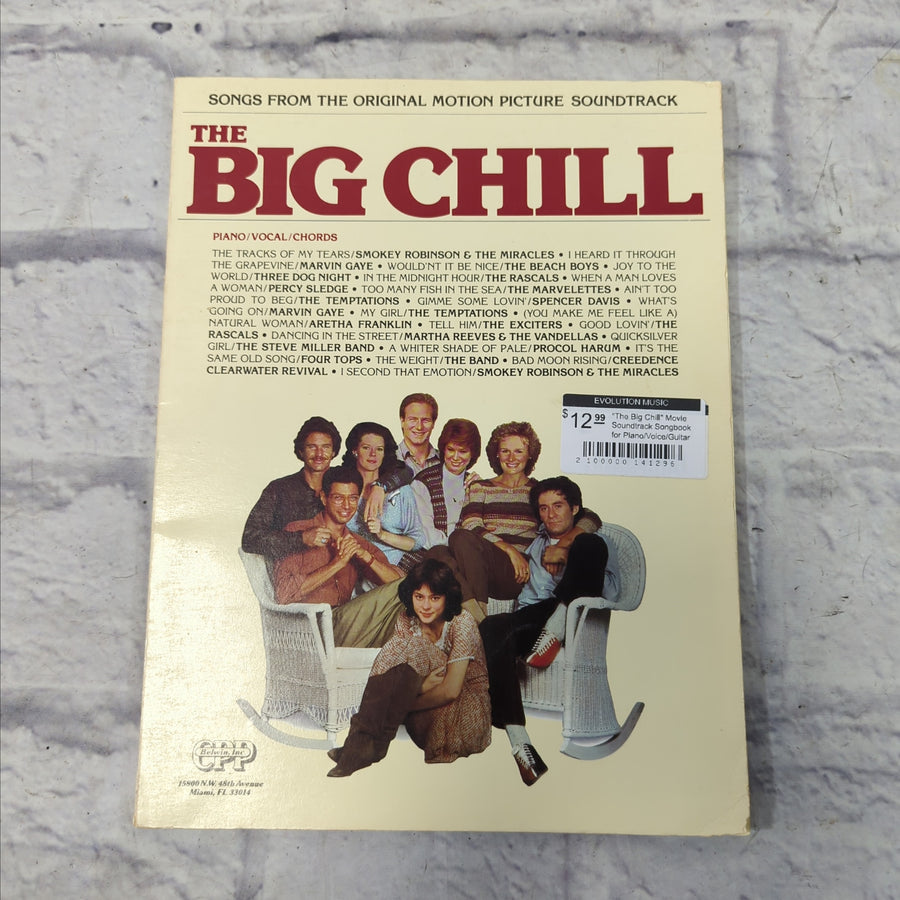 SONGS FROM THE ORIGINAL MOTION PICTURE SOUNDTRACK
THE
BIG CHILL
PIANO/VOCAL/CHORDS
THE TRACKS OF MY TEARS/SMOKEY ROBINSON & THE MIRACLES • I HEARD IT THROUGH
THE GRAPEVINE/MARVIN GAYE • WOULD'NT IT BE NICE/THE BEACH BOYS • JOY TO THE
WORLD/THREE DOG NIGHT • IN THE MIDNIGHT HOUR/THE RASCALS • WHEN A MAN LOVES
A WOMAN/PERCY SLEDGE • TOO MANY FISH IN THE SEA/THE MARVELETTES • AIN'T TOO
PROUD TO BEG/THE TEMPTATIONS • GIMME SOME LOVIN'/SPENCER DAVIS • WHAT'S
GOING ON/MARVIN GAYE • MY GIRL/THE TEMPTATIONS • (YOU MAKE ME FEEL LIKE A)
NATURAL WOMAN/ARETHA FRANKLIN • TELL HIM/THE EXCITERS • GOOD LOVIN'/THE
RASCALS • DANCING IN THE STREET/MARTHA REEVES & THE VANDELLAS • QUICKSILVER
GIRL/THE STEVE MILLER BAND • A WHITER SHADE OF PALE/PROCOL HARUM • IT'S THE
SAME OLD SONG/FOUR TOPS • THE WEIGHT/THE BAND • BAD MOON RISING/CREEDENCE
CLEARWATER REVIVAL • I SECOND THAT EMOTION/SMOKEY ROBINSON & THE MIRACLES
EVOLUTION MUSIC
$12.99 "The Big Chill" Movie
Soundtrack Songbook
for Piano/Voice/Guitar
2 100000 141296
CPP
Belwin, Inc
15800 N.W. 48th Avenue
Miami, FL 33014